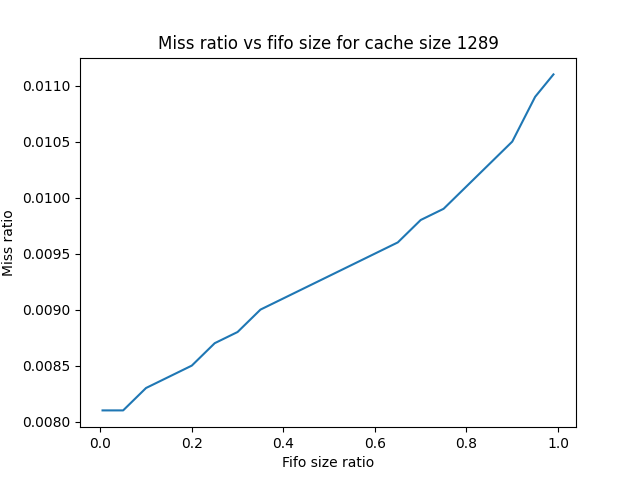 Miss ratio vs fifo size for cache size 1289
0.0110
0.0105
0.0100
0.0095
0.0090
0.0085
0.0080
Miss ratio
0.0 0.2 0.4 0.6 0.8 1.0
Fifo size ratio